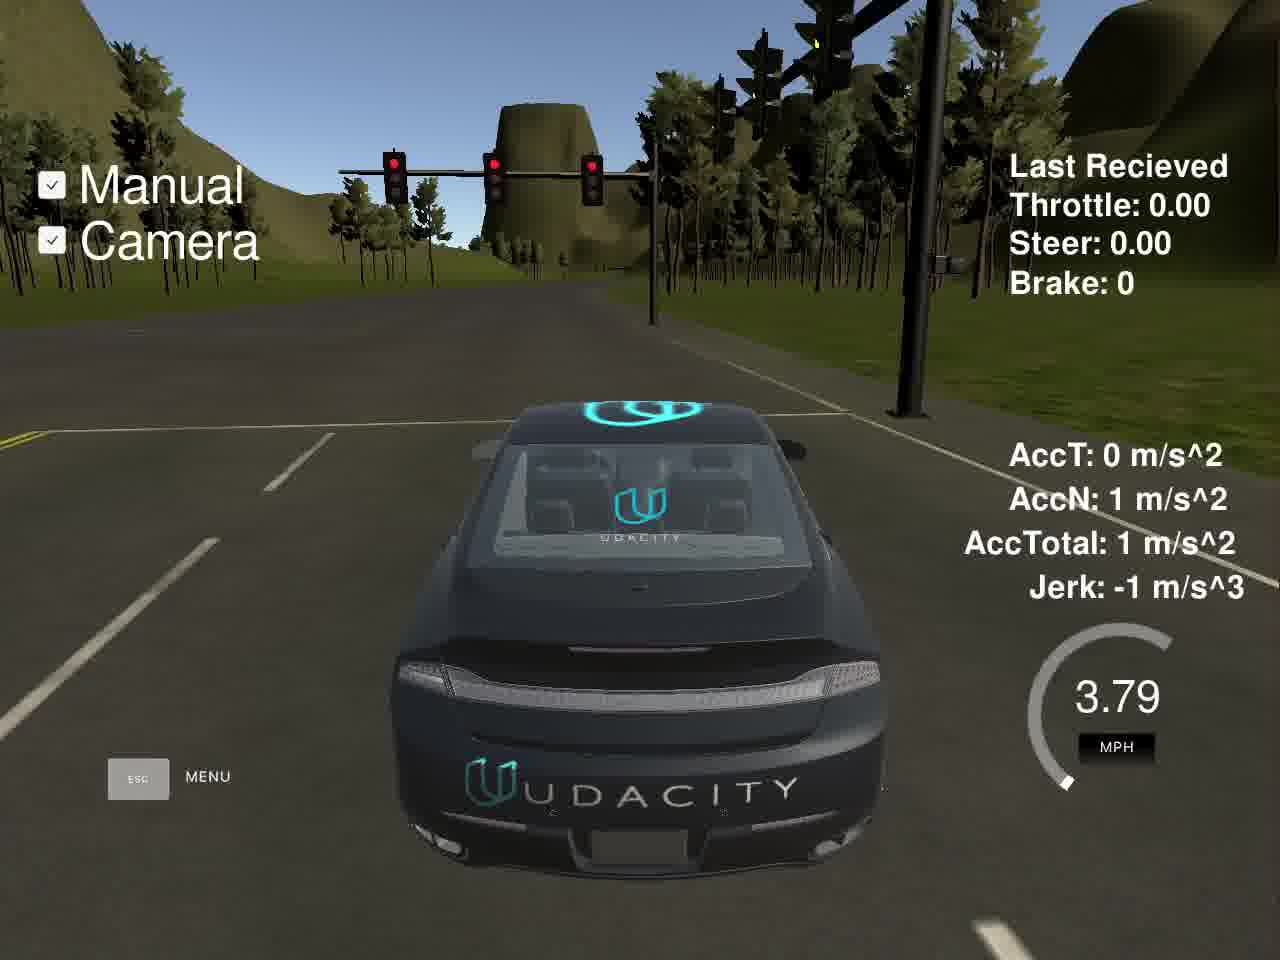 Manual
Camera
Last Recieved
Throttle: 0.00
Steer: 0.00
Brake: 0
AccT: 0 m/s^2
AccN: 1 m/s^2
AccTotal: 1 m/s^2
Jerk: -1 m/s^3
UDACITY
3.79
MPH
ESC MENU
UDACITY